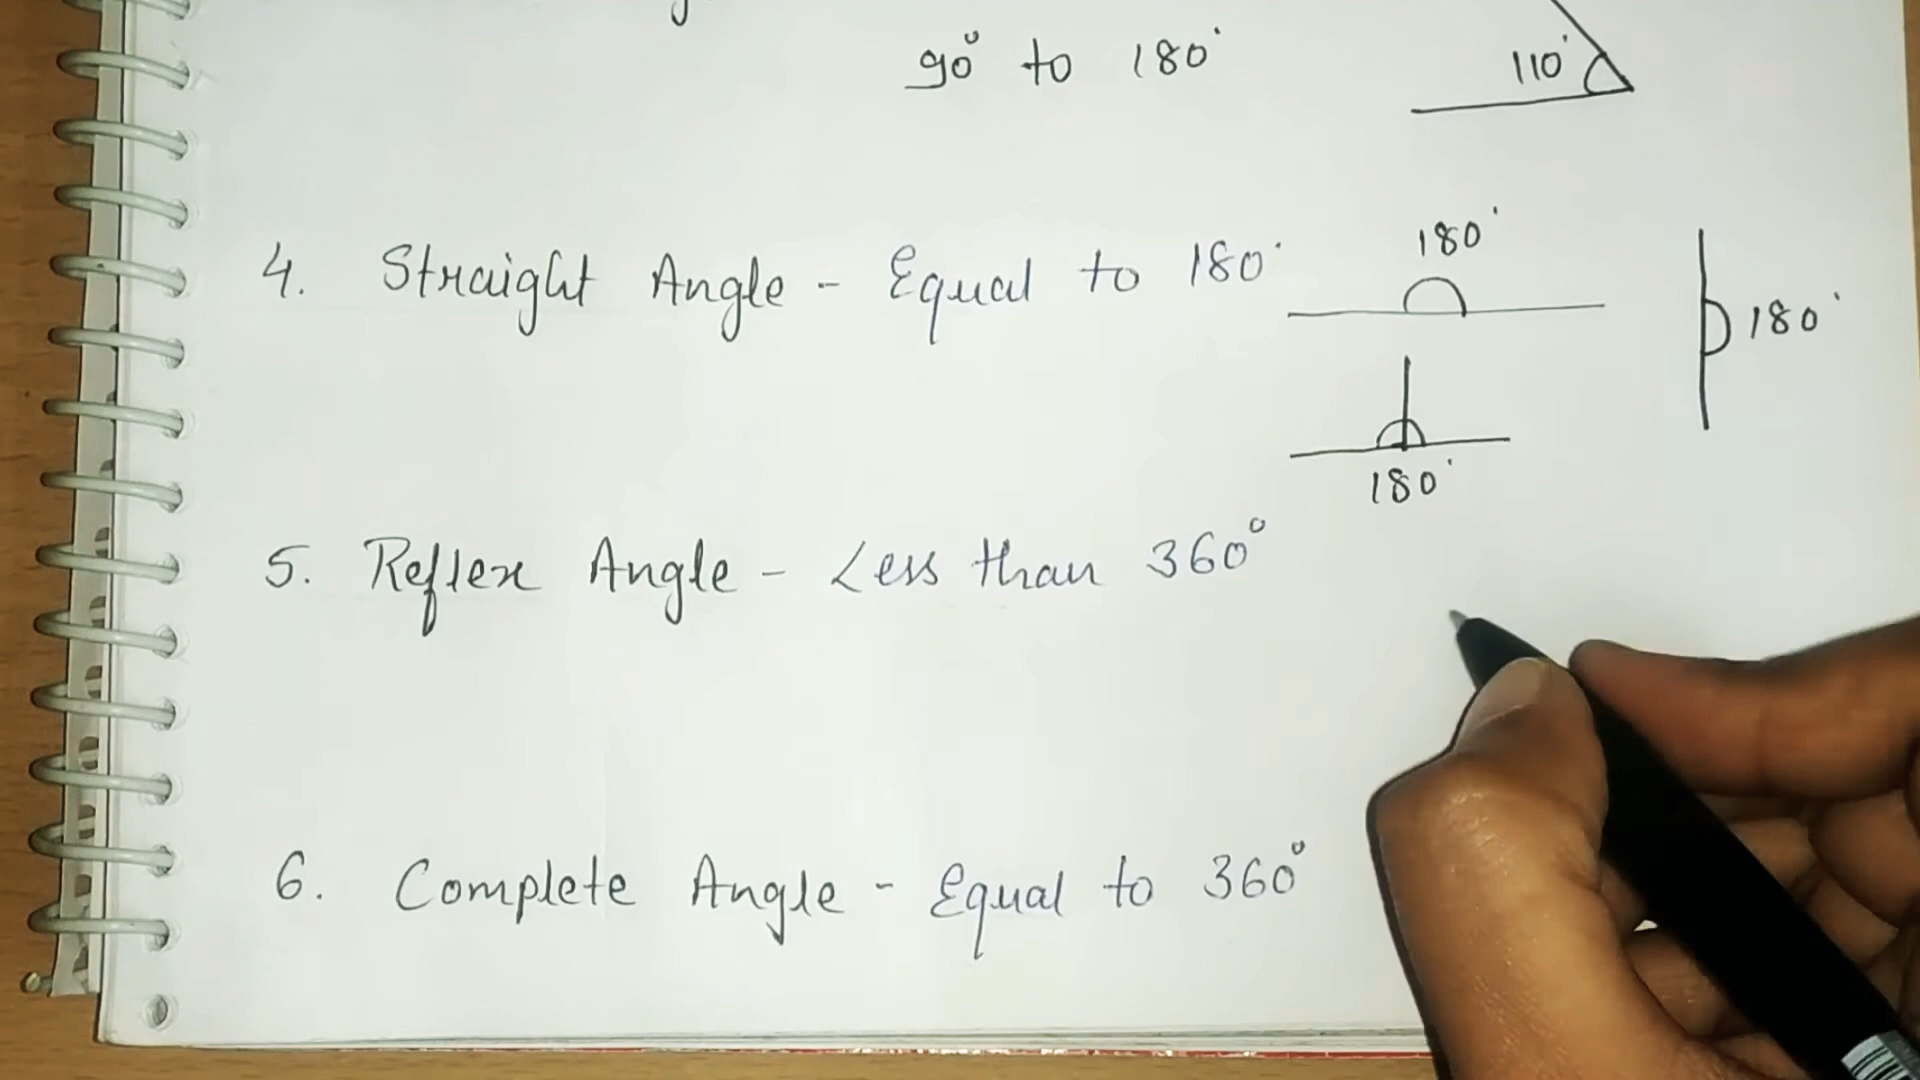 90° to 180°
110°
4. Straight Angle - Equal to 180°
180°
180°
180°
5. Reflex Angle - Less than 360°
6. Complete Angle - Equal to 360°